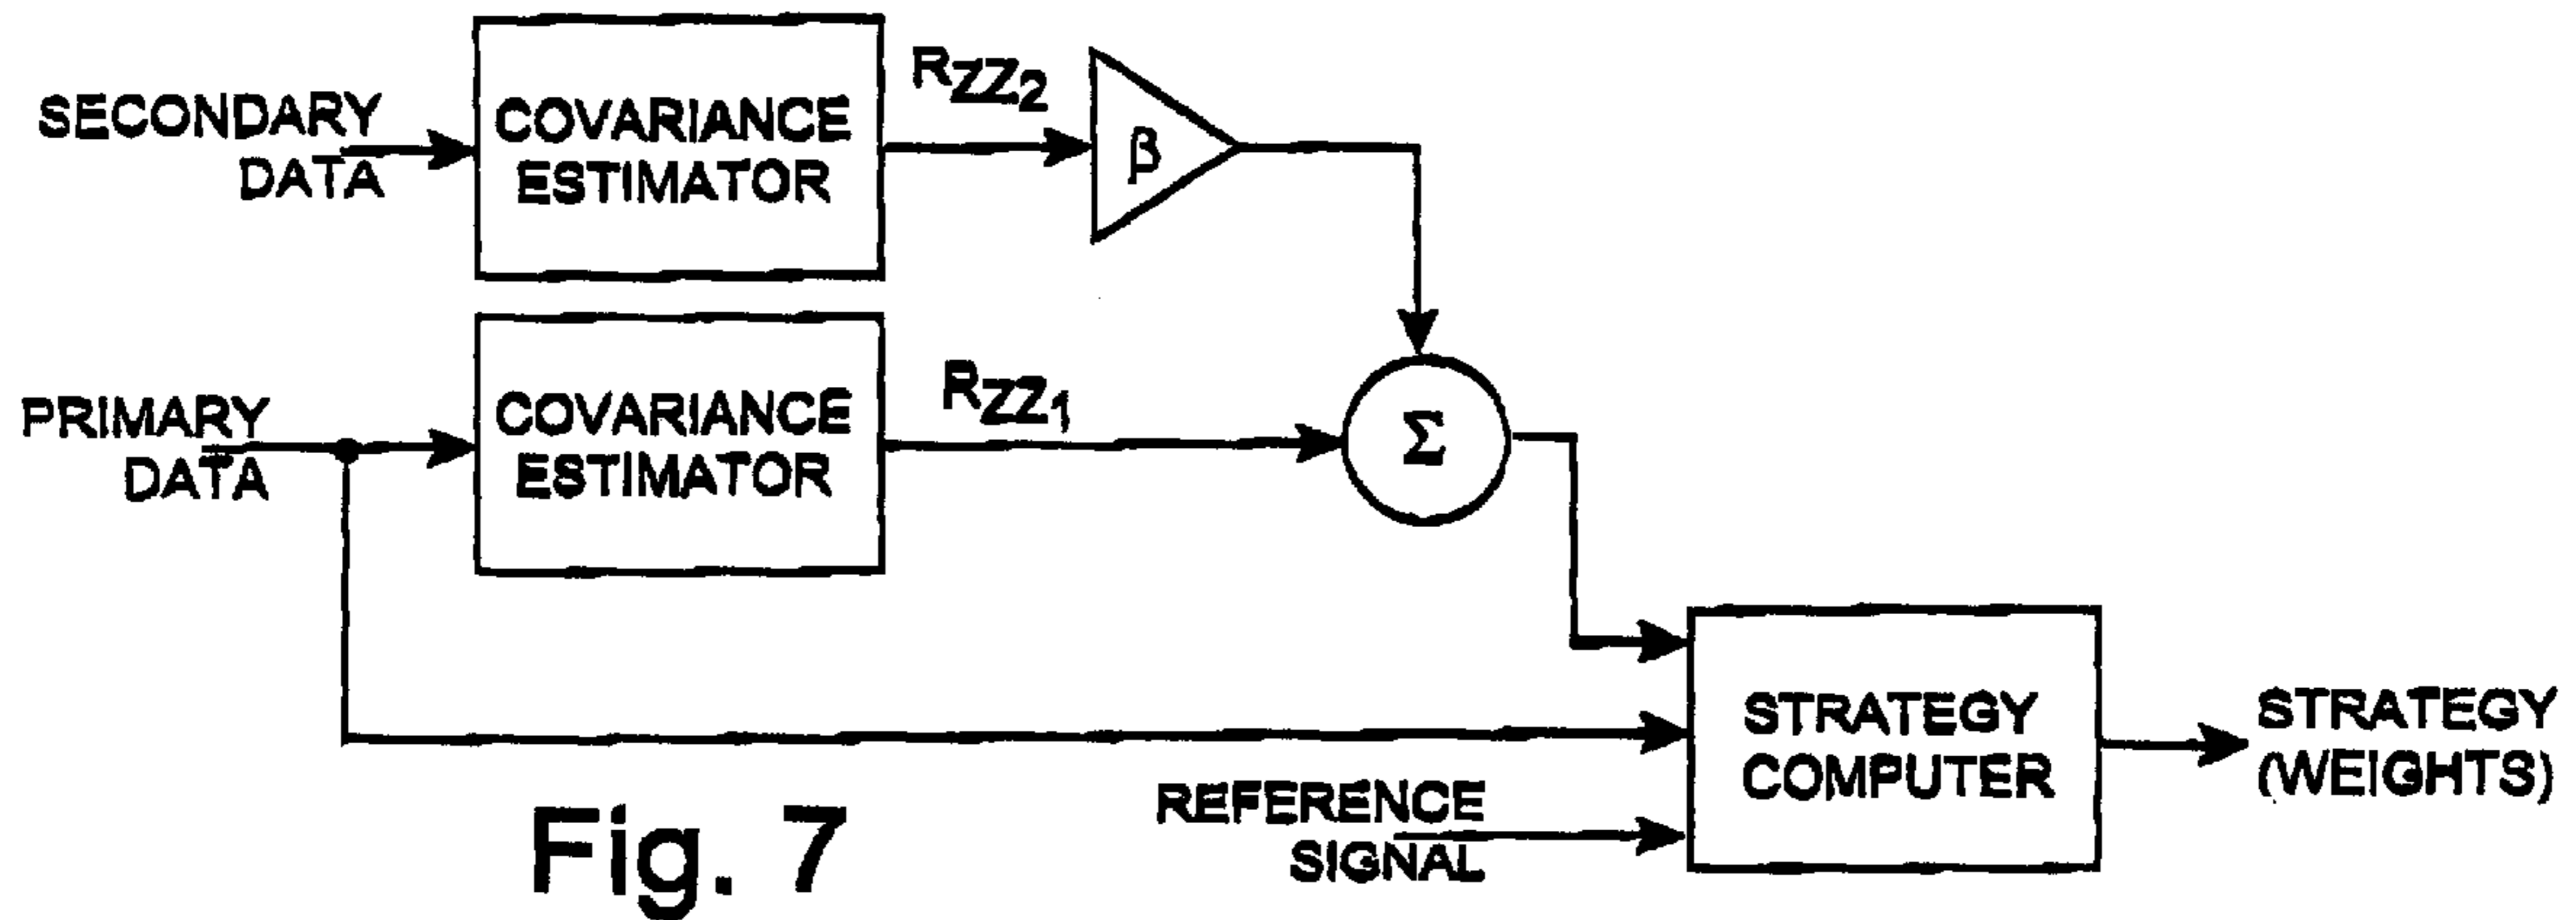 SECONDARY
DATA
COVARIANCE
ESTIMATOR
RZZ2
β
PRIMARY
DATA
COVARIANCE
ESTIMATOR
RZZ1
Σ
REFERENCE
SIGNAL
STRATEGY
COMPUTER
STRATEGY
(WEIGHTS)
Fig. 7